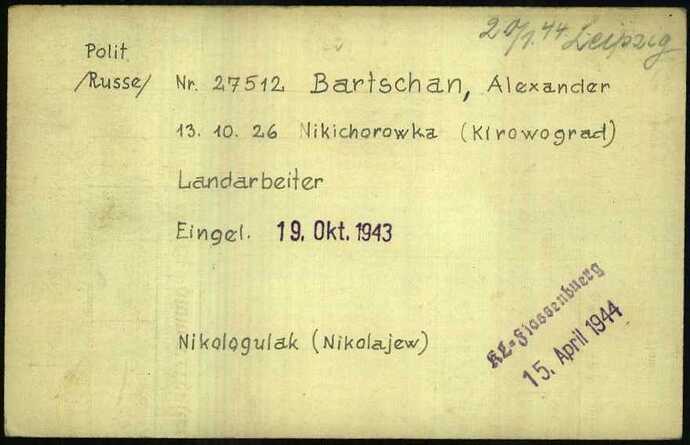 20/1.44 Leipzig
Polit
/Russe/ Nr. 27512 Bartschan, Alexander
13. 10. 26 Nikichorowka (Kirowograd)
Landarbeiter
Eingel. 19. Okt. 1943
KL=Flossenbuerg
15. April 1944
Nikologulak (Nikolajew)